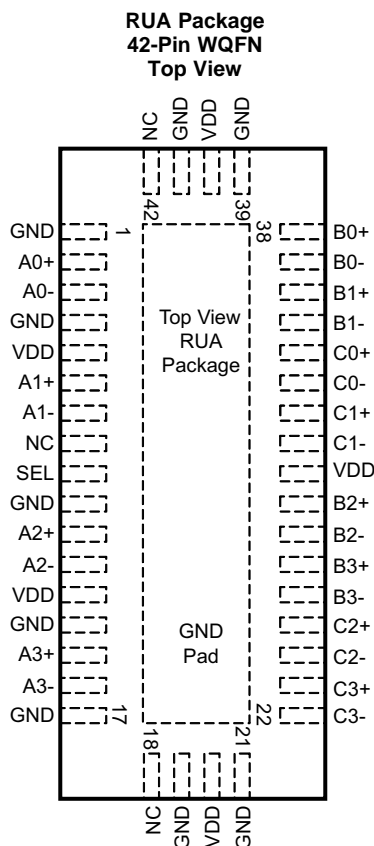 RUA Package
42-Pin WQFN
Top View
NC
GND
VDD
GND
42
39
GND
1
38
B0+
A0+
B0-
A0-
B1+
GND
B1-
VDD
C0+
A1+
C0-
A1-
C1+
NC
C1-
SEL
VDD
GND
B2+
A2+
B2-
A2-
B3+
VDD
B3-
GND
C2+
A3+
C2-
A3-
C3+
GND
17
22
C3-
Top View
RUA
Package
GND
Pad
18
21
NC
GND
VDD
GND